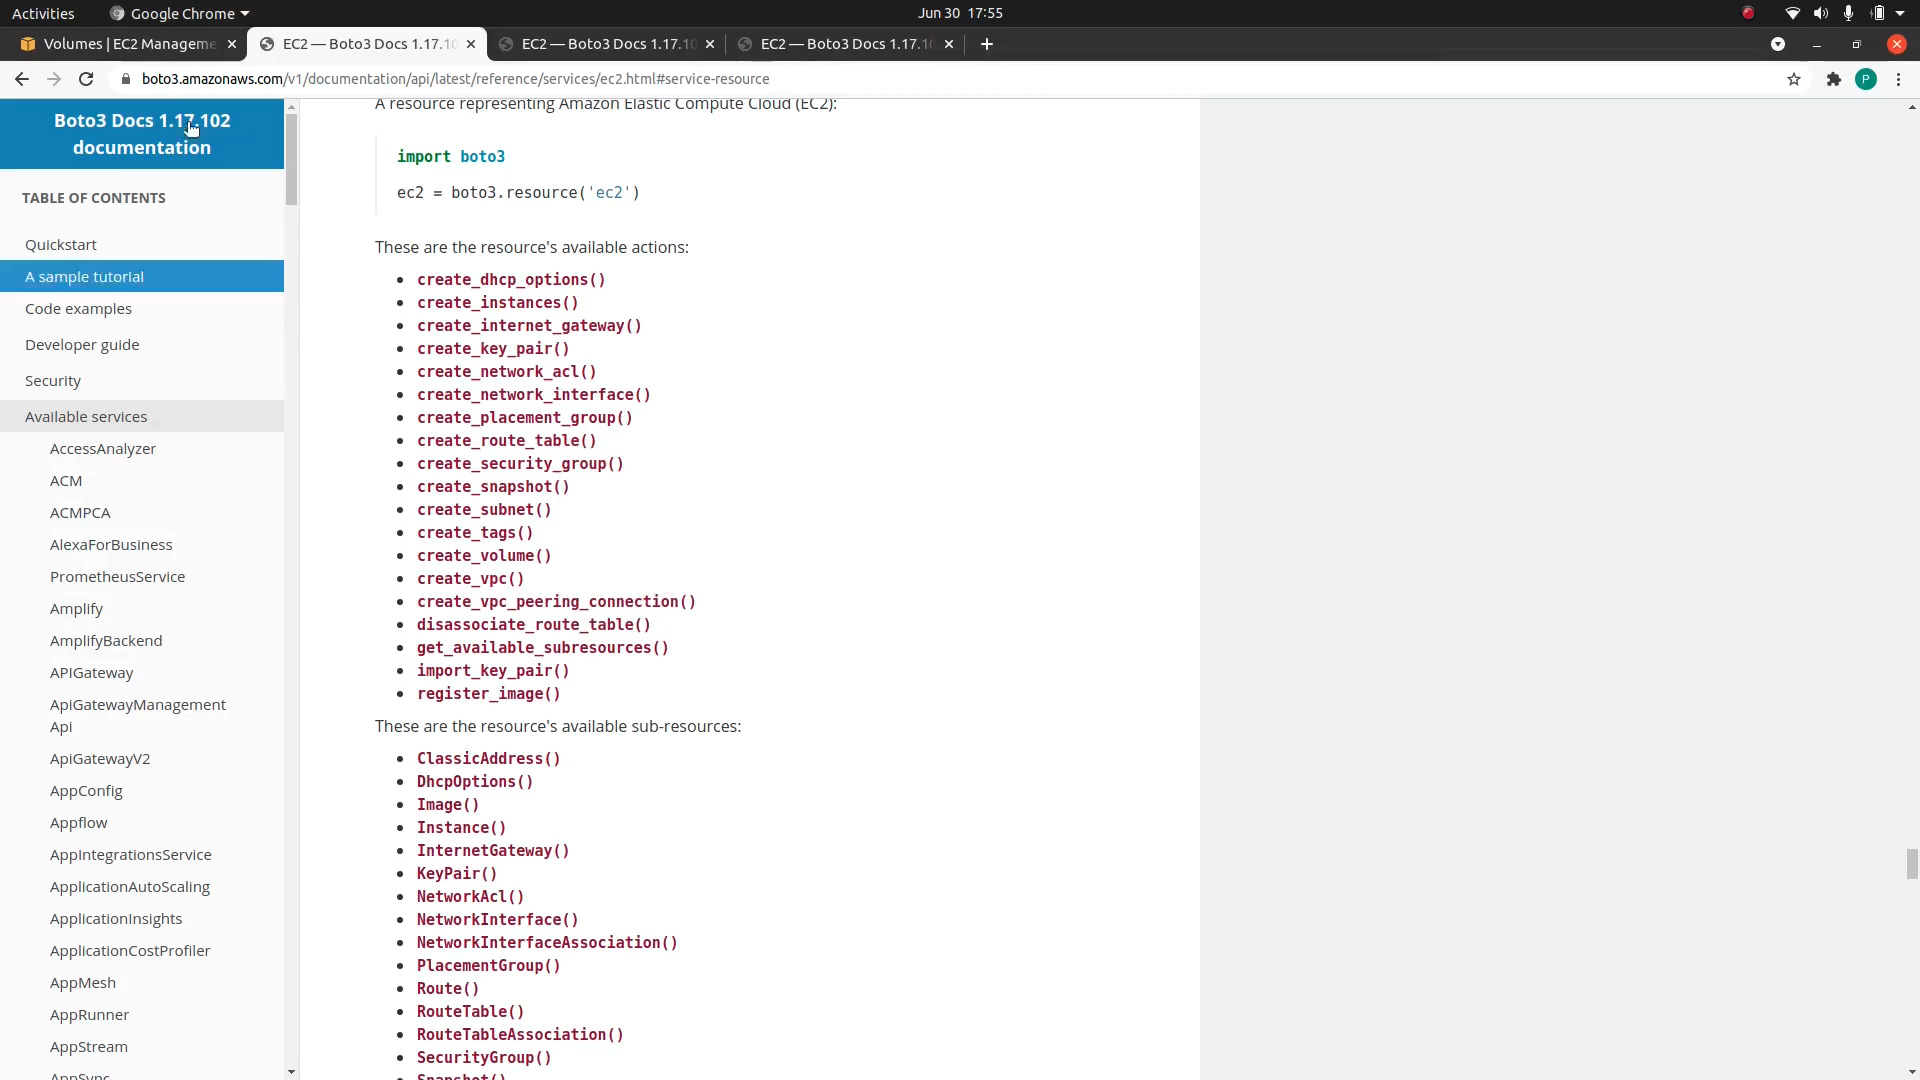 Activities
Google Chrome
Jun 30 17:55
Volumes | EC2 Manageme
EC2 — Boto3 Docs 1.17.10
EC2 — Boto3 Docs 1.17.10
EC2 — Boto3 Docs 1.17.10
boto3.amazonaws.com/v1/documentation/api/latest/reference/services/ec2.html#service-resource
P
Boto3 Docs 1.17.102
documentation
TABLE OF CONTENTS
Quickstart
A sample tutorial
Code examples
Developer guide
Security
Available services
AccessAnalyzer
ACM
ACMPCA
AlexaForBusiness
PrometheusService
Amplify
AmplifyBackend
APIGateway
ApiGatewayManagement
Api
ApiGatewayV2
AppConfig
Appflow
AppIntegrationsService
ApplicationAutoScaling
ApplicationInsights
ApplicationCostProfiler
AppMesh
AppRunner
AppStream
AppSync
A resource representing Amazon Elastic Compute Cloud (EC2):
import boto3
ec2 = boto3.resource('ec2')
These are the resource's available actions:
create_dhcp_options()
create_instances()
create_internet_gateway()
create_key_pair()
create_network_acl()
create_network_interface()
create_placement_group()
create_route_table()
create_security_group()
create_snapshot()
create_subnet()
create_tags()
create_volume()
create_vpc()
create_vpc_peering_connection()
disassociate_route_table()
get_available_subresources()
import_key_pair()
register_image()
These are the resource's available sub-resources:
ClassicAddress()
DhcpOptions()
Image()
Instance()
InternetGateway()
KeyPair()
NetworkAcl()
NetworkInterface()
NetworkInterfaceAssociation()
PlacementGroup()
Route()
RouteTable()
RouteTableAssociation()
SecurityGroup()
Snapshot()